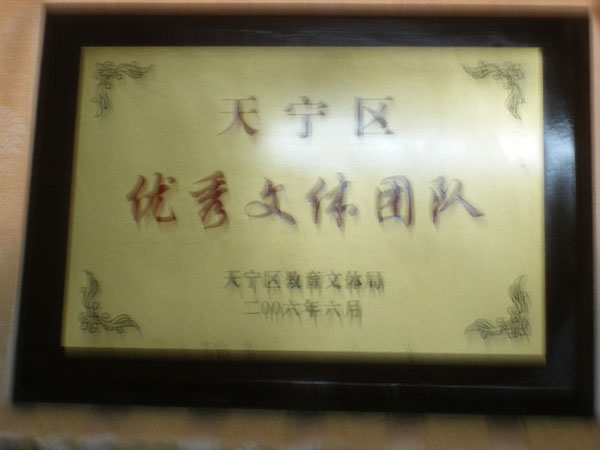 天宁区
优秀文体团队
天宁区教育文体局
二00六年六月